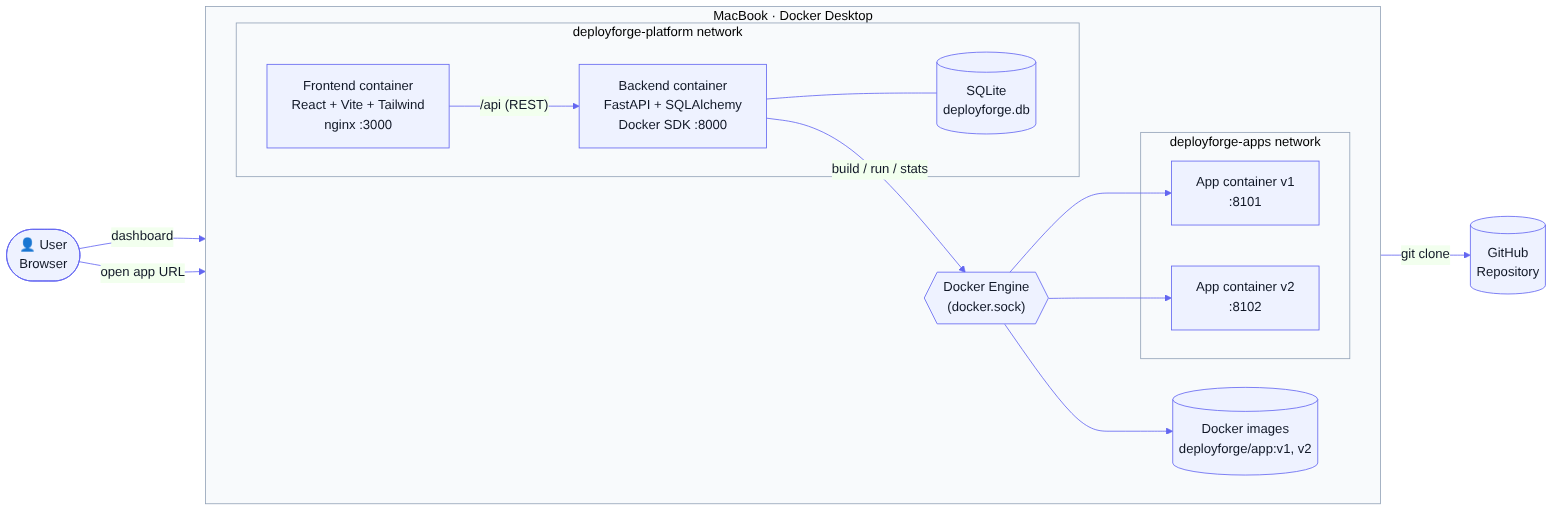 MacBook · Docker Desktop
deployforge-platform network
Frontend container
React + Vite + Tailwind
nginx :3000
/api (REST)
Backend container
FastAPI + SQLAlchemy
Docker SDK :8000
SQLite
deployforge.db
build / run / stats
deployforge-apps network
App container v1
:8101
App container v2
:8102
👤 User
Browser
dashboard
open app URL
Docker Engine
(docker.sock)
Docker images
deployforge/app:v1, v2
git clone
GitHub
Repository